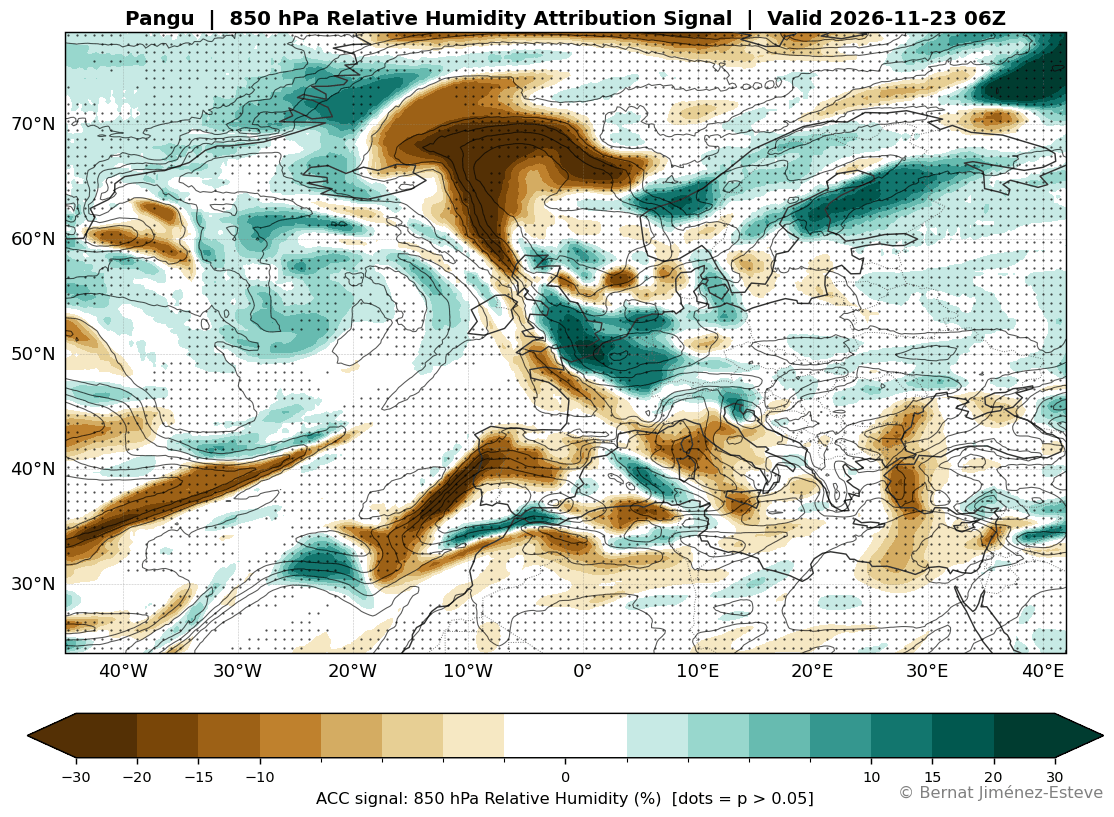 Pangu | 850 hPa Relative Humidity Attribution Signal | Valid 2026-11-23 06Z
70°N
60°N
50°N
40°N
30°N
40°W 30°W 20°W 10°W 0° 10°E 20°E 30°E 40°E
−30 −20 −15 −10 0 10 15 20 30
ACC signal: 850 hPa Relative Humidity (%) [dots = p > 0.05]
© Bernat Jiménez-Esteve